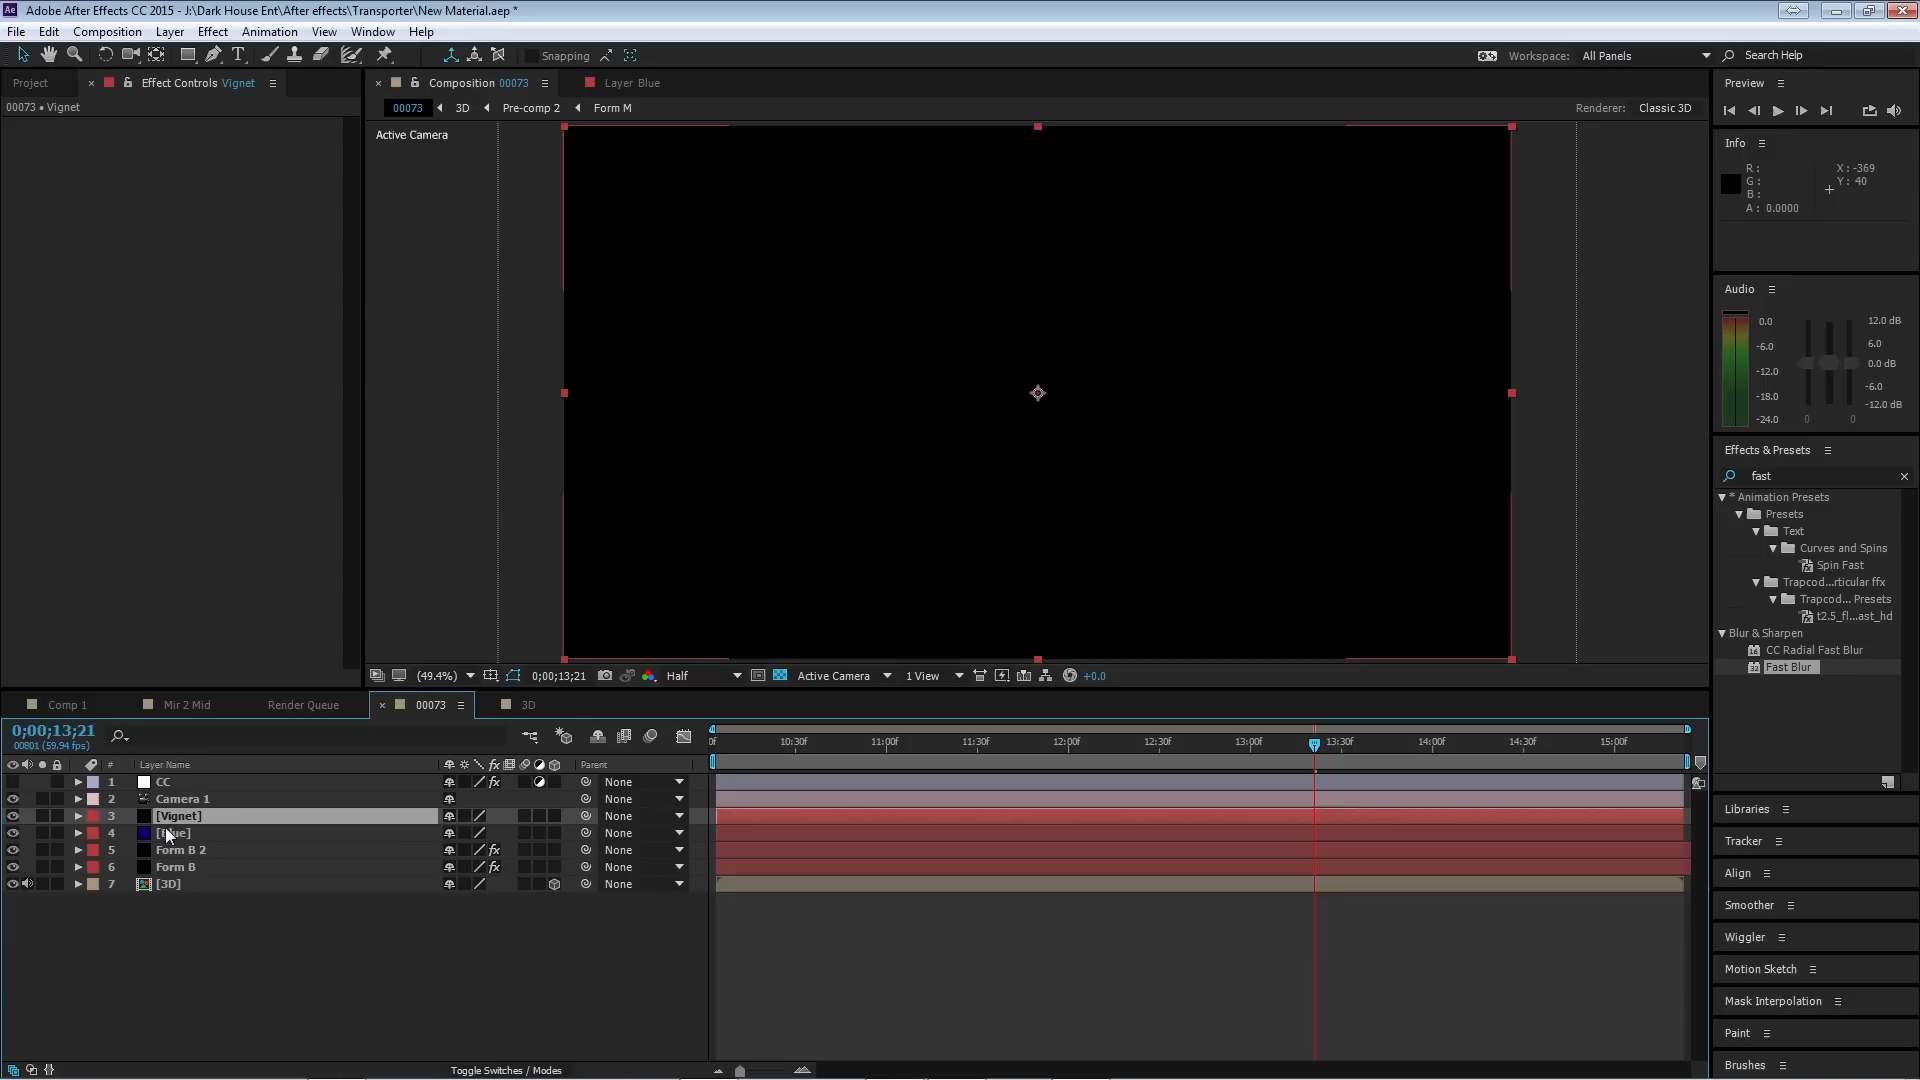 Adobe After Effects CC 2015 - J:\Dark House Ent\After effects\Transporter\New Material.aep *
File Edit Composition Layer Effect Animation View Window Help
Snapping
Workspace: All Panels
Search Help
Project
Effect Controls Vignet
Composition 00073
Layer Blue
Preview
00073 • Vignet
00073
3D
Pre-comp 2
Form M
Renderer: Classic 3D
Active Camera
Info
R :
G :
B :
A : 0.0000
X : -369
Y : 40
Audio
0.0
-6.0
-12.0
-18.0
-24.0
12.0 dB
6.0
0.0 dB
-6.0
-12.0 dB
0
0
Effects & Presets
fast
* Animation Presets
Presets
Text
Curves and Spins
Spin Fast
Trapcod...rticular ffx
Trapcod... Presets
t2.5_fl...ast_hd
Blur & Sharpen
CC Radial Fast Blur
Fast Blur
(49.4%)
0;00;13;21
Half
Active Camera
1 View
+0.0
Comp 1
Mir 2 Mid
Render Queue
00073
3D
0;00;13;21
00801 (59.94 fps)
0f 10:30f 11:00f 11:30f 12:00f 12:30f 13:00f 13:30f 14:00f 14:30f 15:00f
# Layer Name
Parent
1 CC None
2 Camera 1 None
3 [Vignet] None
4 None
5 Form B 2 None
6 Form B None
7 [3D] None
Libraries
Tracker
Align
Smoother
Wiggler
Motion Sketch
Mask Interpolation
Paint
Brushes
Toggle Switches / Modes